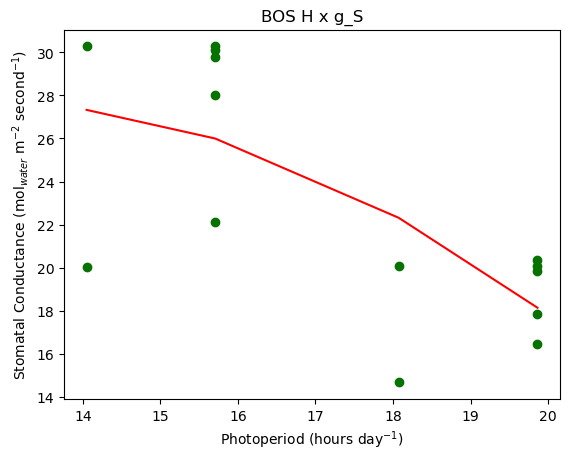 BOS H x g_S
Stomatal Conductance (mol_{water} m^{−2} second^{−1})
30
28
26
24
22
20
18
16
14
14 15 16 17 18 19 20
Photoperiod (hours day^{−1})